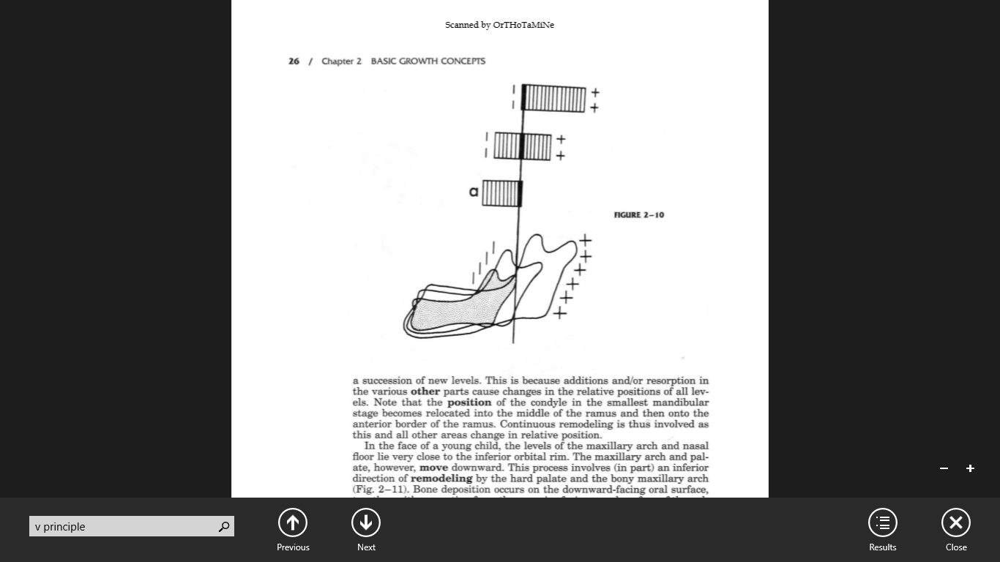 Scanned by OrTHoTaMiNe
26 / Chapter 2 BASIC GROWTH CONCEPTS
+
+
+
+
a
FIGURE 2–10
+
+
+
+
+
+
a succession of new levels. This is because additions and/or resorption in
the various other parts cause changes in the relative positions of all lev-
els. Note that the position of the condyle in the smallest mandibular
stage becomes relocated into the middle of the ramus and then onto the
anterior border of the ramus. Continuous remodeling is thus involved as
this and all other areas change in relative position.
In the face of a young child, the levels of the maxillary arch and nasal
floor lie very close to the inferior orbital rim. The maxillary arch and pal-
ate, however, move downward. This process involves (in part) an inferior
direction of remodeling by the hard palate and the bony maxillary arch
(Fig. 2–11). Bone deposition occurs on the downward-facing oral surface,
v principle
Previous
Next
Results
Close